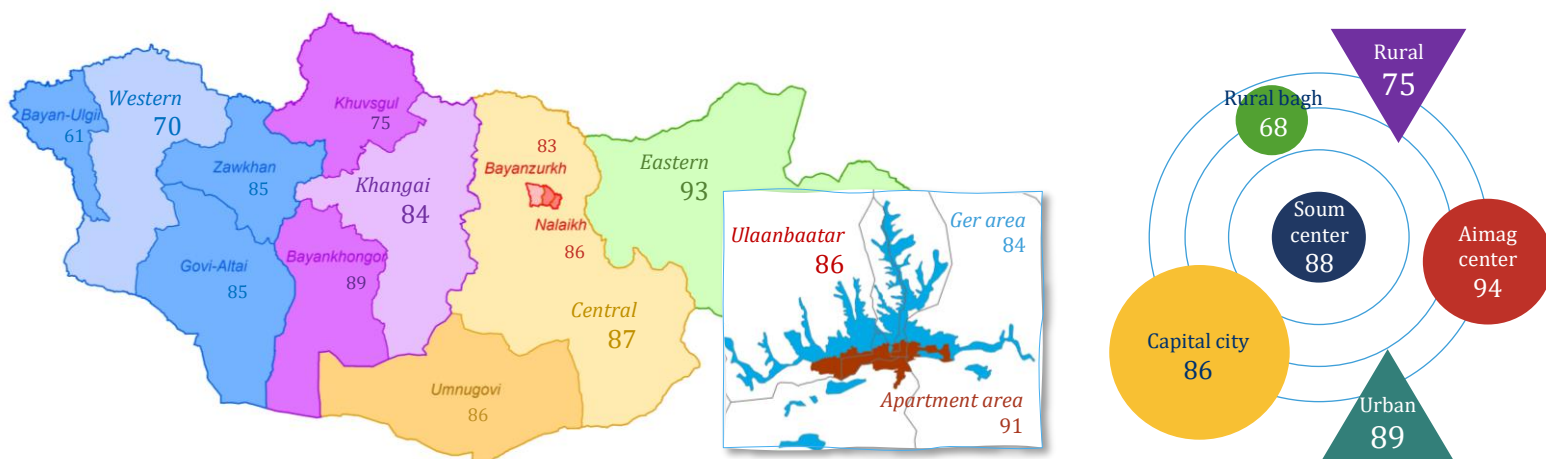 Bayan-Ulgii
61
Western
70
Zawkhan
85
Govi-Altai
85
Khuvsgul
75
Khangai
84
Bayankhongor
89
83
Bayanzurkh
Nalaikh
86
Central
87
Umnugovi
86
Eastern
93
Ulaanbaatar
86
Ger area
84
Apartment area
91
Rural
75
Rural bagh
68
Soum
center
88
Aimag
center
94
Capital city
86
Urban
89